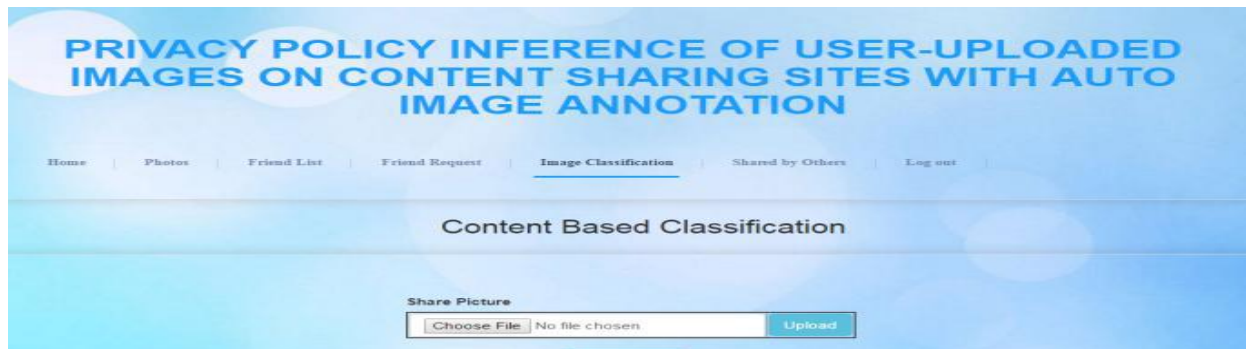 PRIVACY POLICY INFERENCE OF USER-UPLOADED
IMAGES ON CONTENT SHARING SITES WITH AUTO
IMAGE ANNOTATION
Home | Photos | Friend List | Friend Request | Image Classification | Shared by Others | Log out |
Content Based Classification
Share Picture
Choose File No file chosen Upload